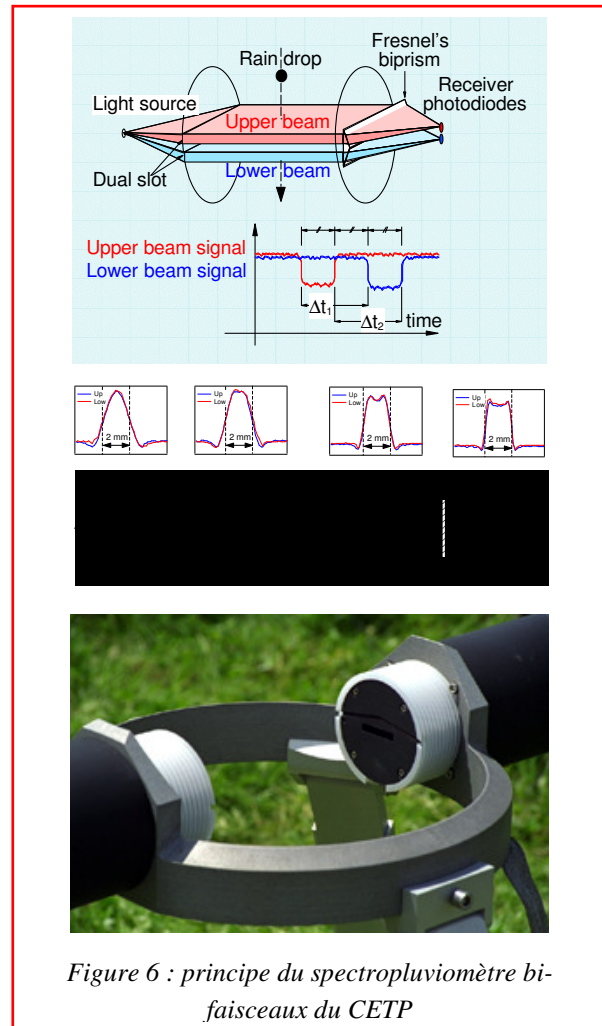 Fresnel's
biprism
Rain drop
Receiver
photodiodes
Light source
Upper beam
Dual slot
Lower beam
Upper beam signal
Lower beam signal
Δt₁
Δt₂
time
Up
Low
2 mm
Up
Low
2 mm
Up
Low
2 mm
Up
Low
2 mm
Figure 6 : principe du spectropluviomètre bi-
faisceaux du CETP